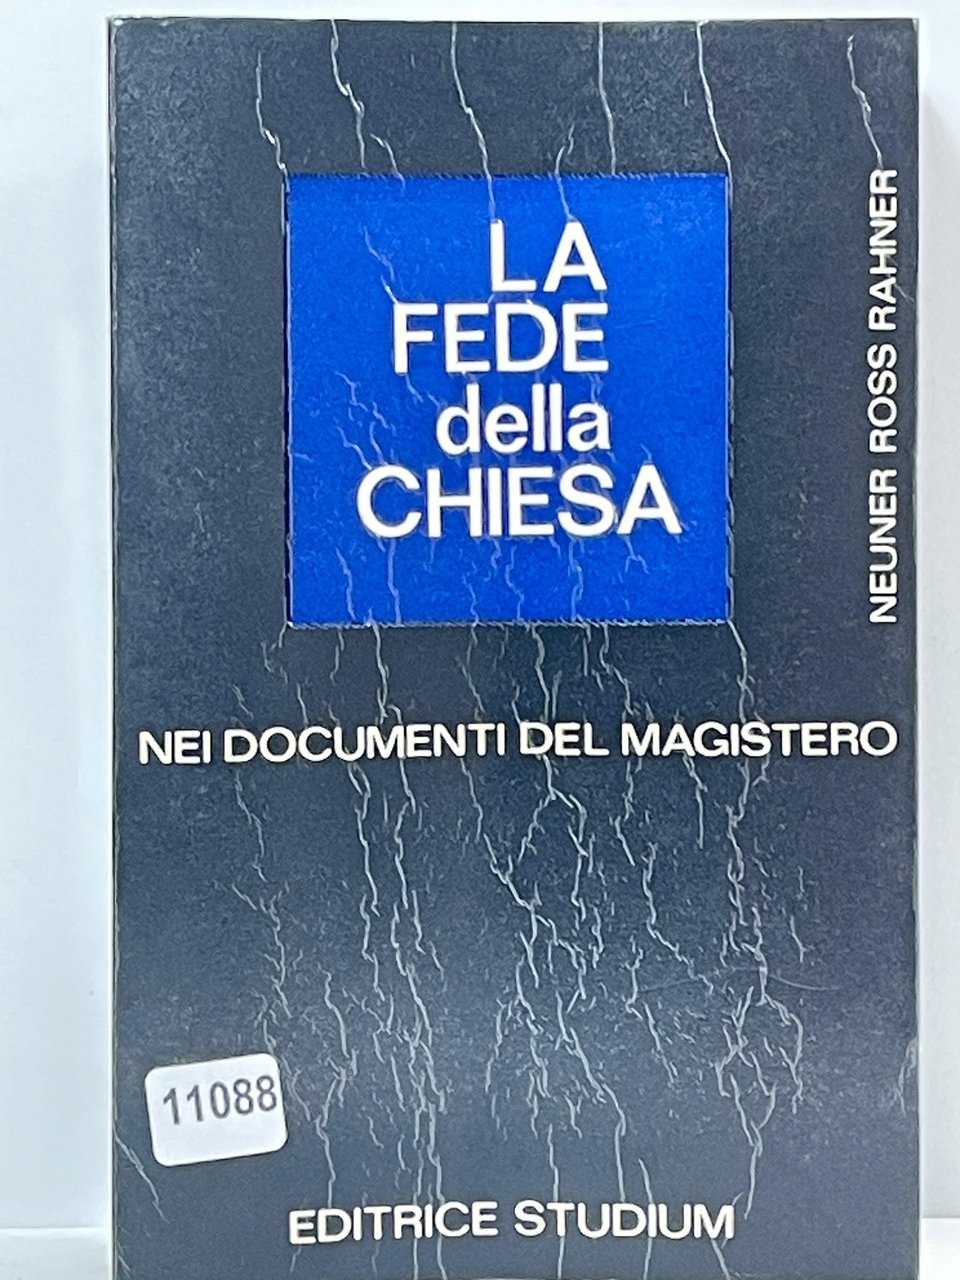 LA
FEDE
della
CHIESA
NEUNER ROSS RAHNER
NEI DOCUMENTI DEL MAGISTERO
11088
EDITRICE STUDIUM